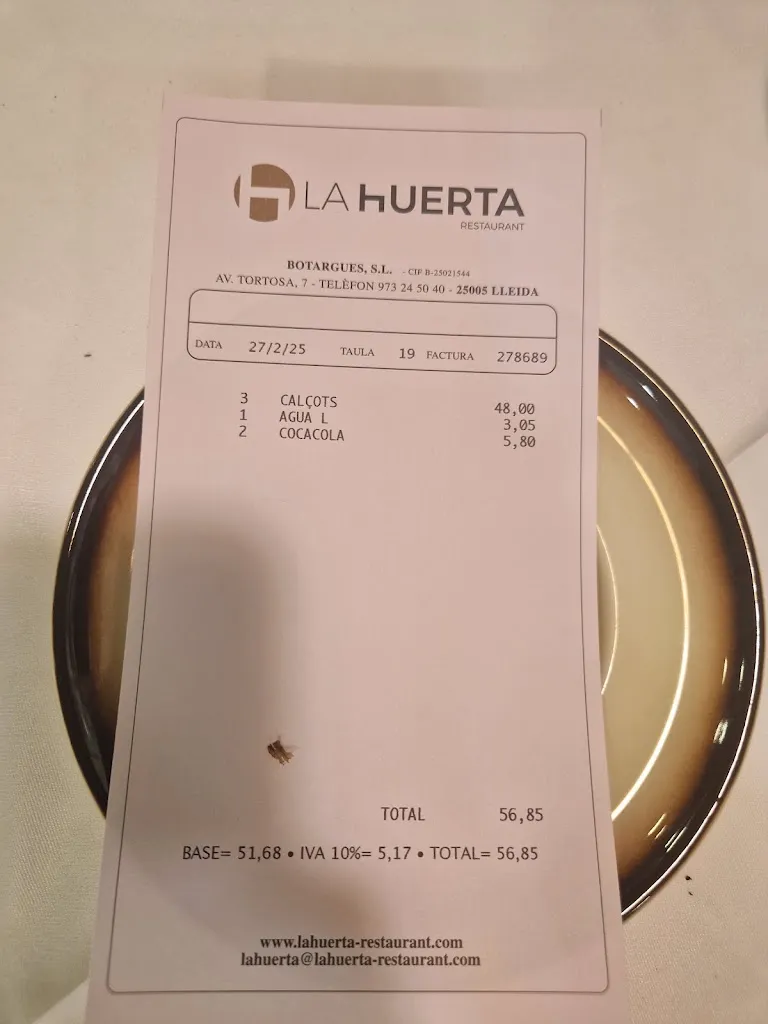 LA HUERTA
RESTAURANT
BOTARGUES, S.L. - CIF B-25021544
AV. TORTOSA, 7 - TELÈFON 973 24 50 40 - 25005 LLEIDA
DATA 27/2/25 TAULA 19 FACTURA 278689
3 CALÇOTS 48,00
1 AGUA L 3,05
2 COCACOLA 5,80
TOTAL 56,85
BASE= 51,68 • IVA 10%= 5,17 • TOTAL= 56,85
www.lahuerta-restaurant.com
lahuerta@lahuerta-restaurant.com